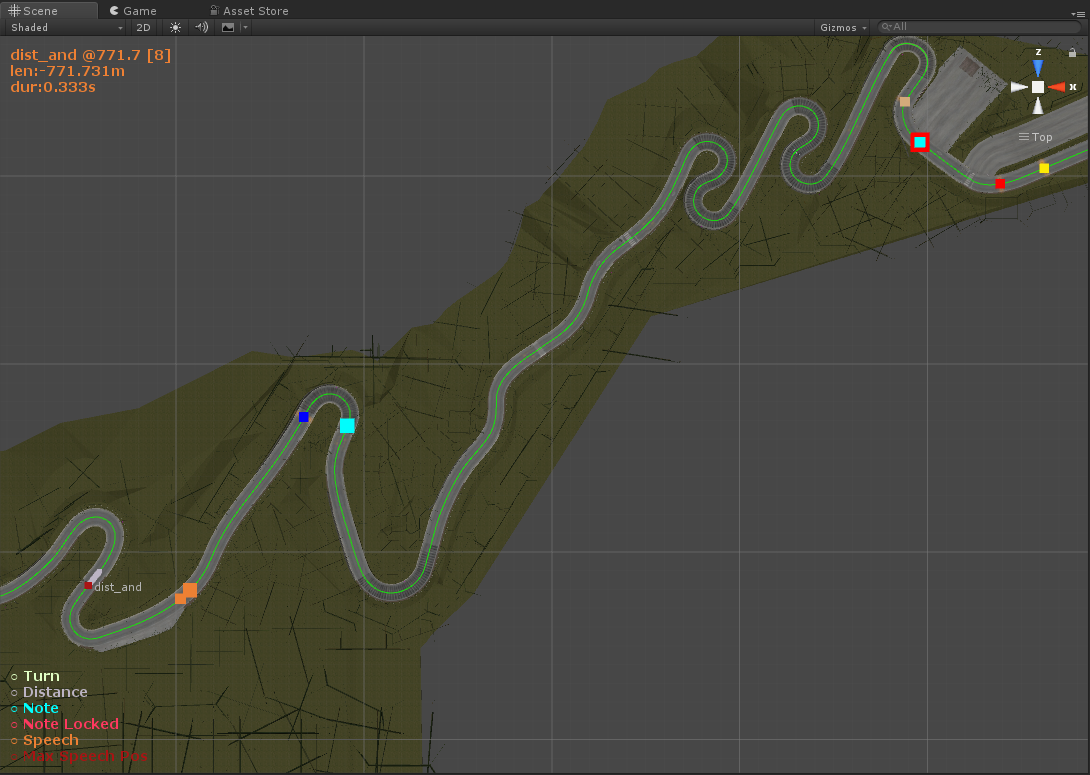 Scene Game Asset Store
Shaded 2D Gizmos All
dist_and @771.7 [8]
len:-771.731m
dur:0.333s
z
x
Top
dist_and
Turn
Distance
Note
Note Locked
Speech
Max Speech Pos